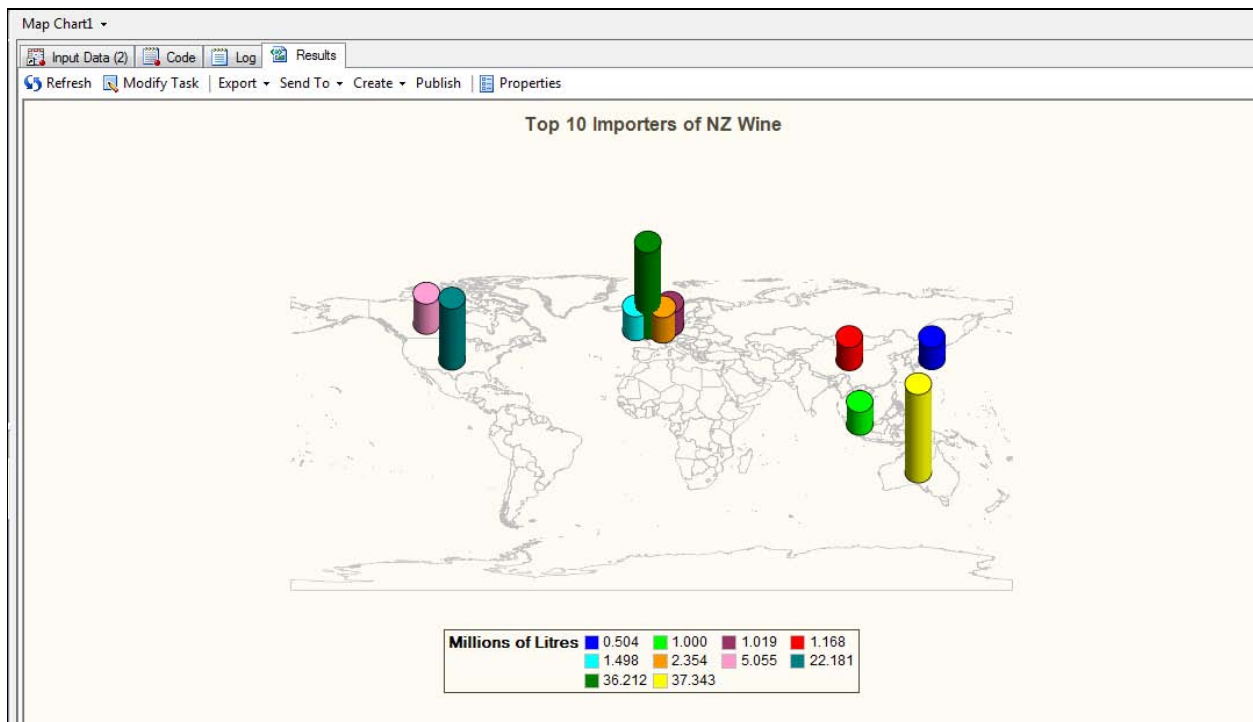 Map Chart1
Input Data (2) Code Log Results
Refresh Modify Task Export Send To Create Publish Properties
Top 10 Importers of NZ Wine
Millions of Litres 0.504 1.000 1.019 1.168
1.498 2.354 5.055 22.181
36.212 37.343